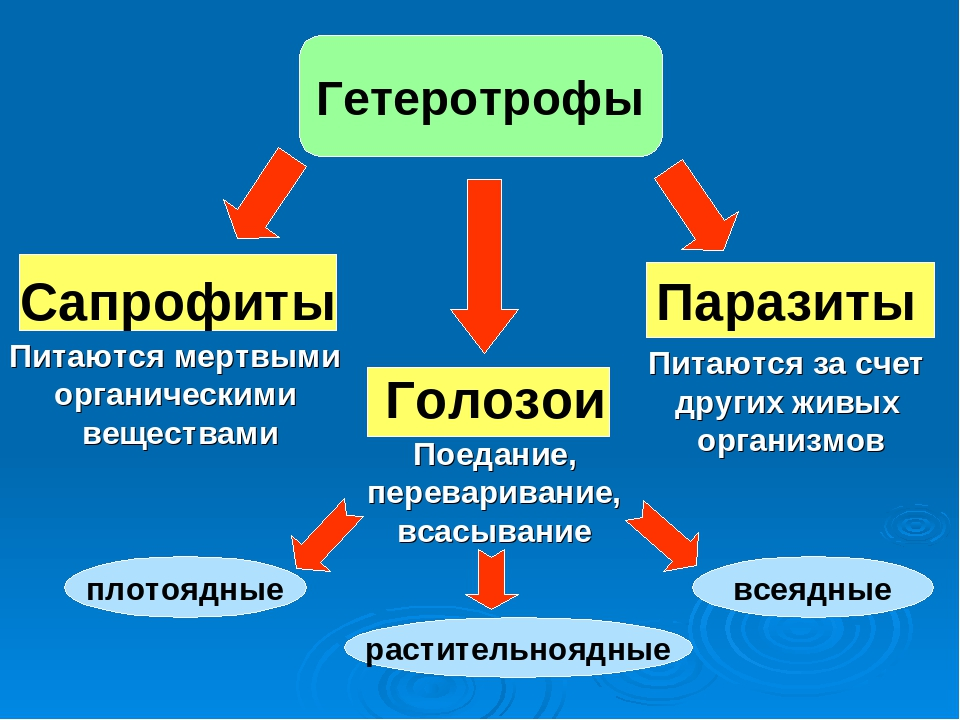 Гетеротрофы
Сапрофиты
Питаются мертвыми
органическими
веществами
Голозои
Поедание,
переваривание,
всасывание
Паразиты
Питаются за счет
других живых
организмов
плотоядные
растительноядные
всеядные